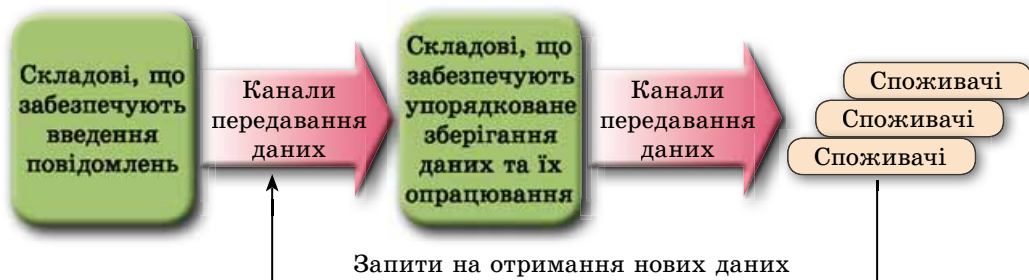 Складові, що
забезпечують
введення
повідомлень
Канали
передавання
даних
Складові, що
забезпечують
упорядковане
зберігання
даних та їх
опрацювання
Канали
передавання
даних
Споживачі
Споживачі
Споживачі
Запити на отримання нових даних